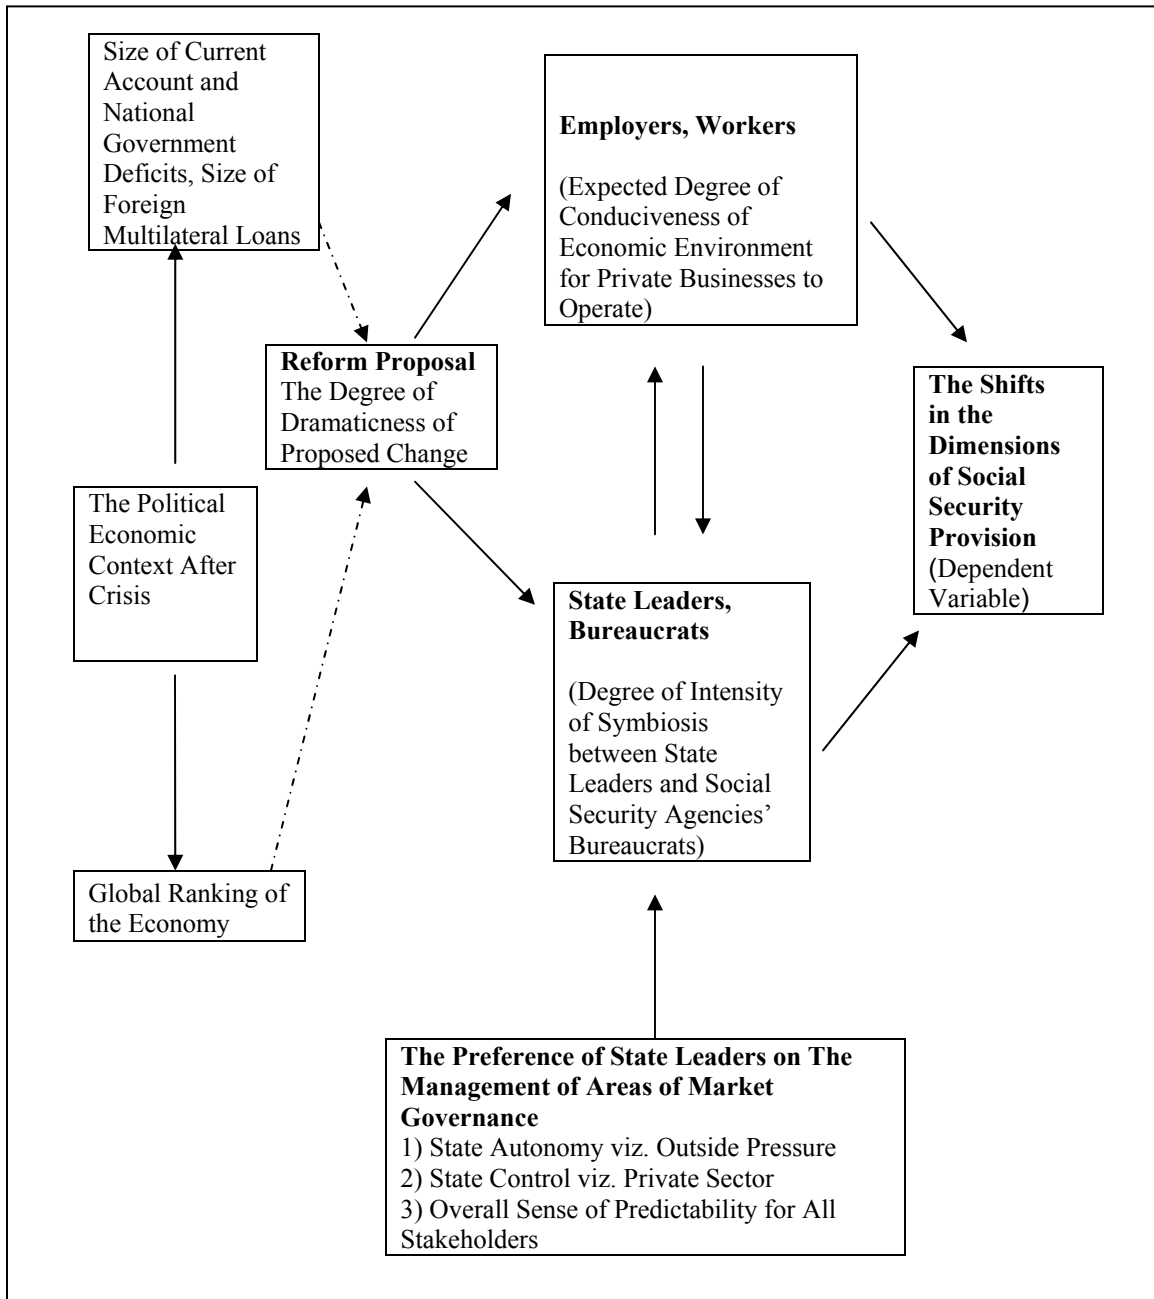 Size of Current
Account and
National
Government
Deficits, Size of
Foreign
Multilateral Loans
Employers, Workers
(Expected Degree of
Conduciveness of
Economic Environment
for Private Businesses to
Operate)
Reform Proposal
The Degree of
Dramaticness of
Proposed Change
The Shifts
in the
Dimensions
of Social
Security
Provision
(Dependent
Variable)
The Political
Economic
Context After
Crisis
State Leaders,
Bureaucrats
(Degree of Intensity
of Symbiosis
between State
Leaders and Social
Security Agencies’
Bureaucrats)
Global Ranking of
the Economy
The Preference of State Leaders on The
Management of Areas of Market
Governance
1) State Autonomy viz. Outside Pressure
2) State Control viz. Private Sector
3) Overall Sense of Predictability for All
Stakeholders